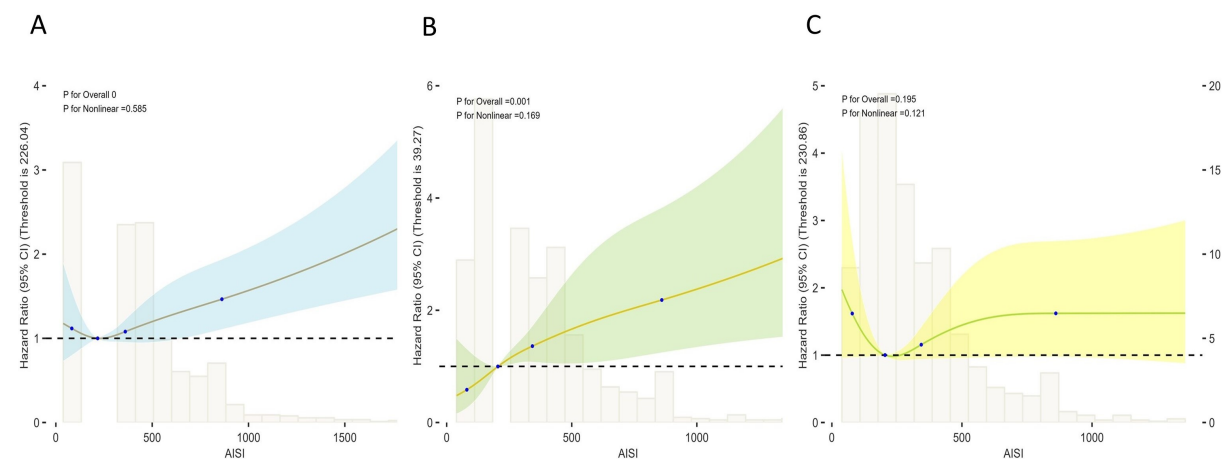 A
B
C
P for Overall 0
P for Nonlinear =0.585
Hazard Ratio (95% CI) (Threshold is 226.04)
4
3
2
1
0
0
500
1000
1500
AISI
P for Overall =0.001
P for Nonlinear =0.169
Hazard Ratio (95% CI) (Threshold is 39.27)
6
4
2
0
0
500
1000
AISI
P for Overall =0.195
P for Nonlinear =0.121
Hazard Ratio (95% CI) (Threshold is 230.86)
5
4
3
2
1
0
20
15
10
5
0
0
500
1000
AISI